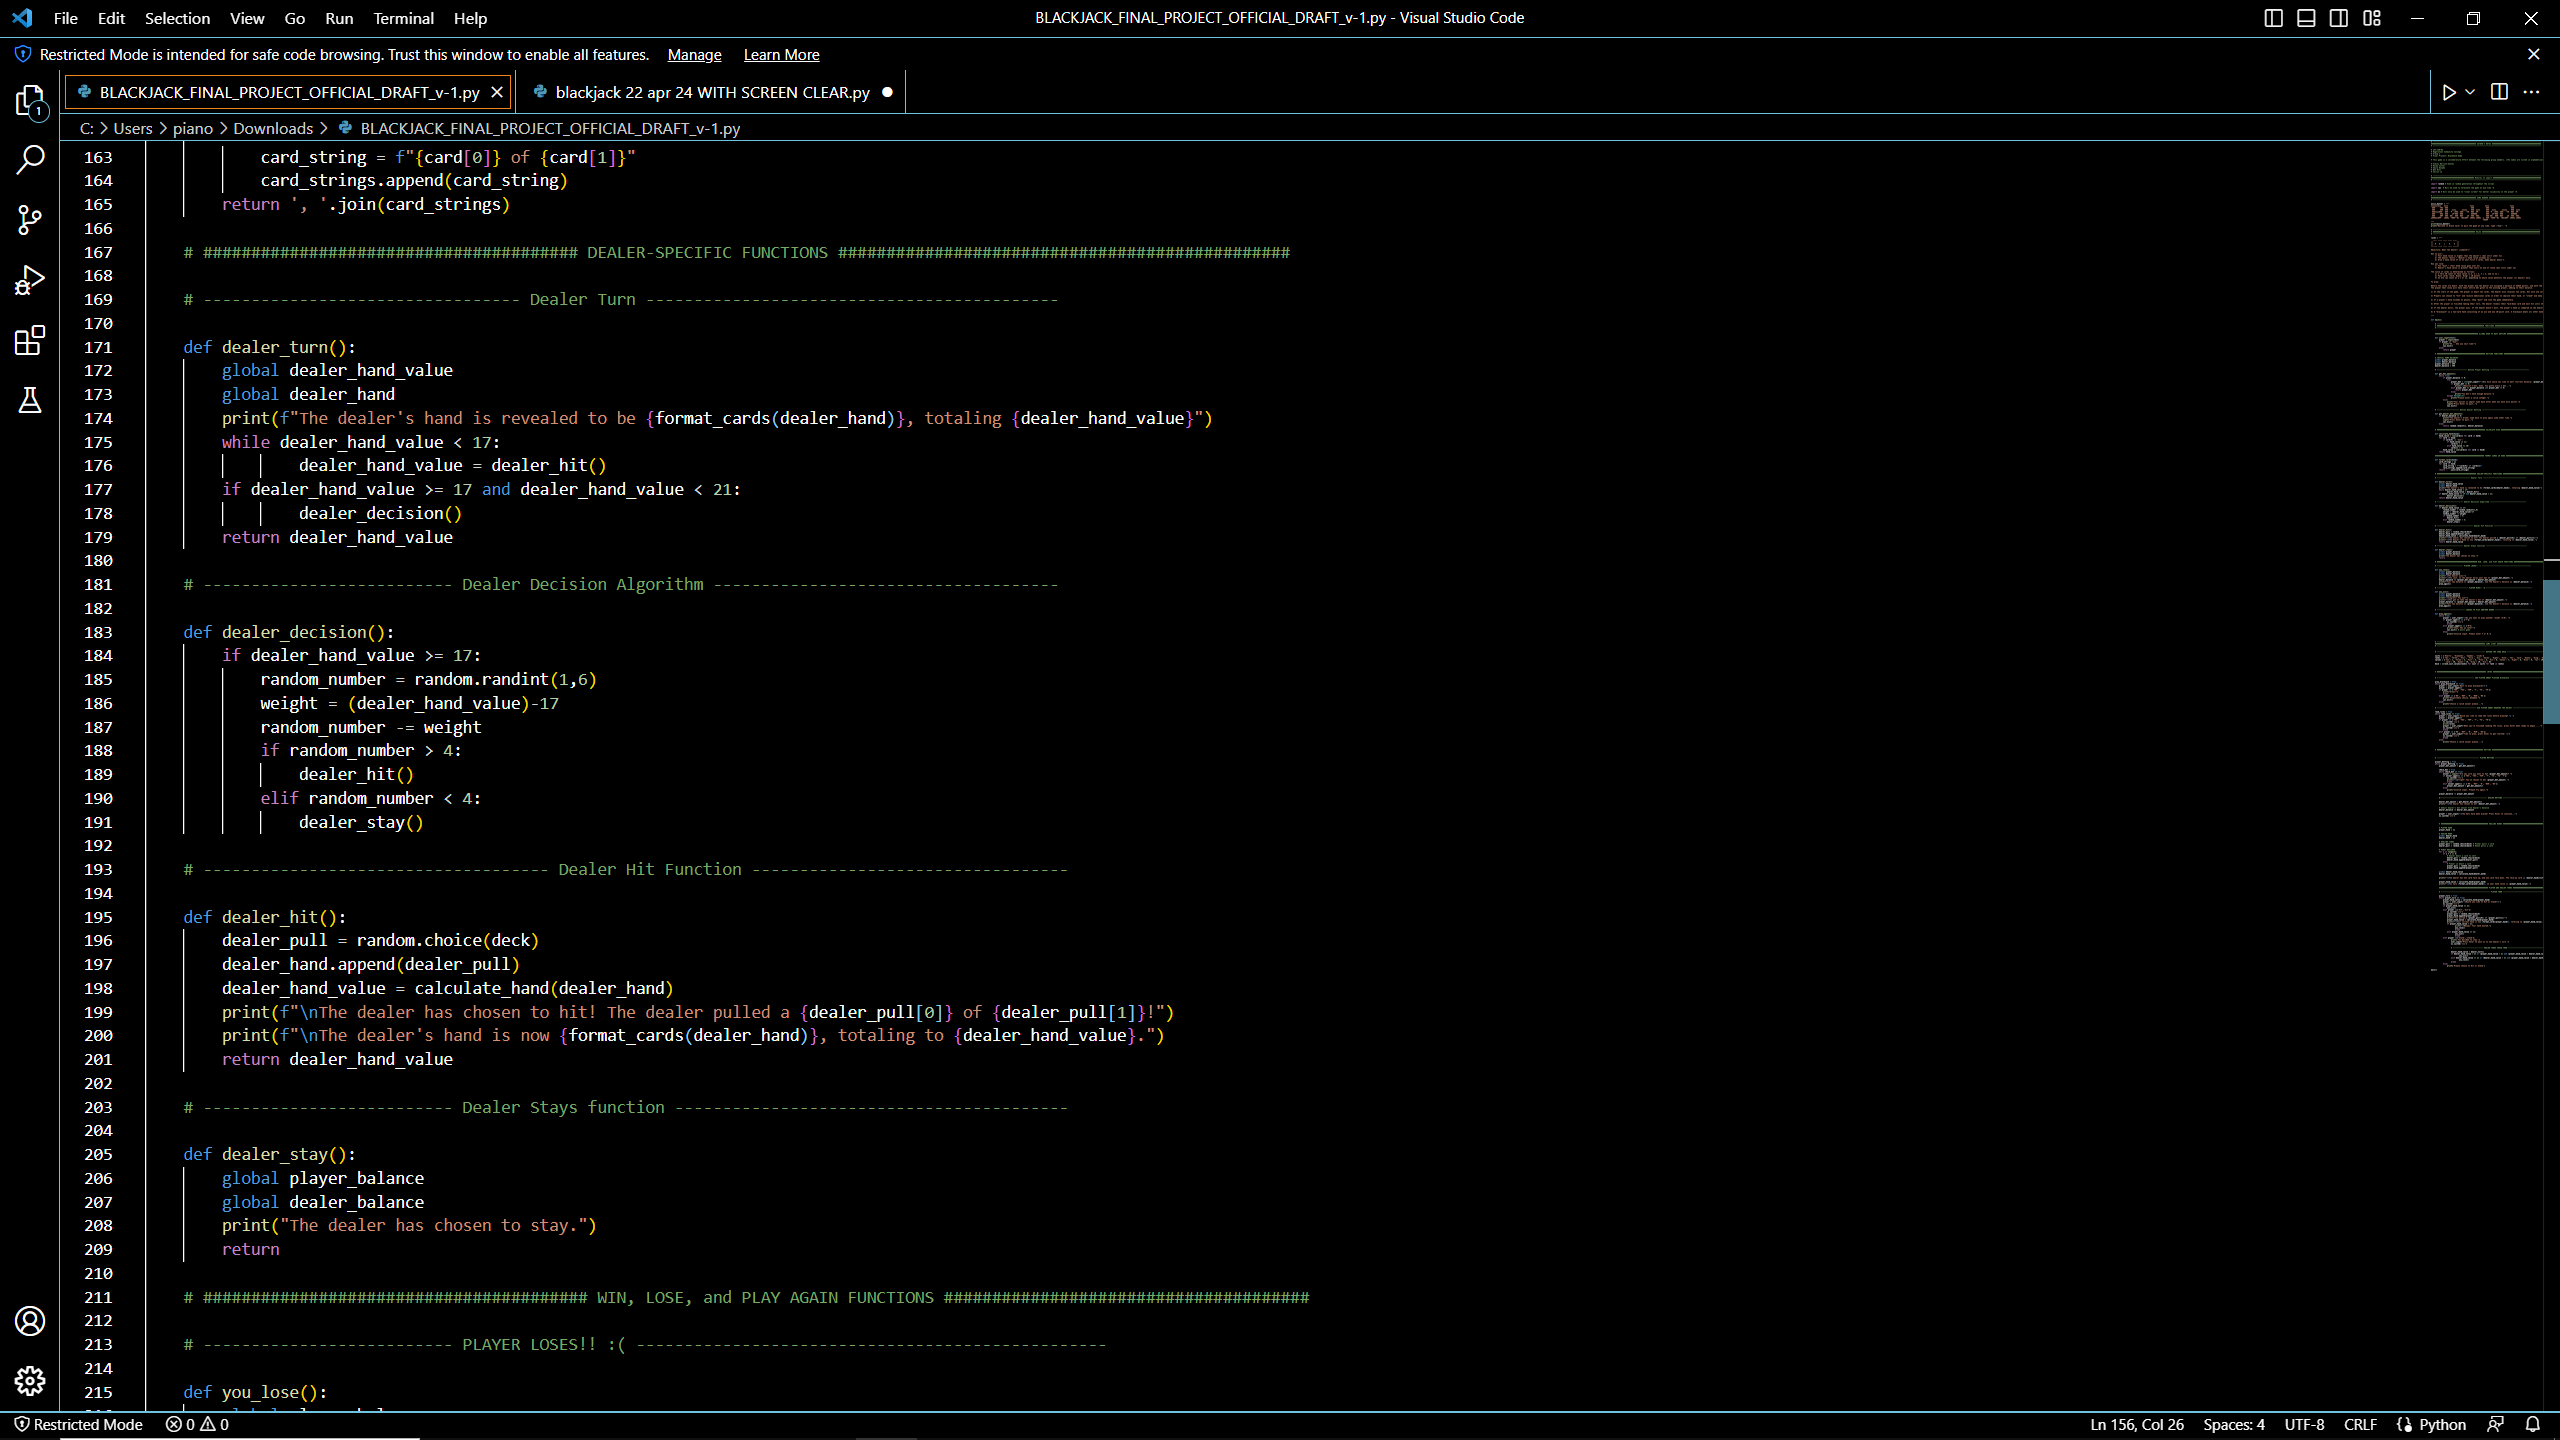 File Edit Selection View Go Run Terminal Help
BLACKJACK_FINAL_PROJECT_OFFICIAL_DRAFT_v-1.py - Visual Studio Code
Restricted Mode is intended for safe code browsing. Trust this window to enable all features. Manage Learn More
BLACKJACK_FINAL_PROJECT_OFFICIAL_DRAFT_v-1.py
blackjack 22 apr 24 WITH SCREEN CLEAR.py
C: > Users > piano > Downloads > BLACKJACK_FINAL_PROJECT_OFFICIAL_DRAFT_v-1.py
163             card_string = f"{card[0]} of {card[1]}"
164             card_strings.append(card_string)
165         return ', '.join(card_strings)
166
167     # ####################################### DEALER-SPECIFIC FUNCTIONS ###############################################
168
169     # --------------------------------- Dealer Turn -------------------------------------------
170
171     def dealer_turn():
172         global dealer_hand_value
173         global dealer_hand
174         print(f"The dealer's hand is revealed to be {format_cards(dealer_hand)}, totaling {dealer_hand_value}")
175         while dealer_hand_value < 17:
176                 dealer_hand_value = dealer_hit()
177         if dealer_hand_value >= 17 and dealer_hand_value < 21:
178                 dealer_decision()
179         return dealer_hand_value
180
181     # -------------------------- Dealer Decision Algorithm ------------------------------------
182
183     def dealer_decision():
184         if dealer_hand_value >= 17:
185             random_number = random.randint(1,6)
186             weight = (dealer_hand_value)-17
187             random_number -= weight
188             if random_number > 4:
189                 dealer_hit()
190             elif random_number < 4:
191                 dealer_stay()
192
193     # ------------------------------------ Dealer Hit Function ---------------------------------
194
195     def dealer_hit():
196         dealer_pull = random.choice(deck)
197         dealer_hand.append(dealer_pull)
198         dealer_hand_value = calculate_hand(dealer_hand)
199         print(f"\nThe dealer has chosen to hit! The dealer pulled a {dealer_pull[0]} of {dealer_pull[1]}!")
200         print(f"\nThe dealer's hand is now {format_cards(dealer_hand)}, totaling to {dealer_hand_value}.")
201         return dealer_hand_value
202
203     # -------------------------- Dealer Stays function -----------------------------------------
204
205     def dealer_stay():
206         global player_balance
207         global dealer_balance
208         print("The dealer has chosen to stay.")
209         return
210
211     # ######################################## WIN, LOSE, and PLAY AGAIN FUNCTIONS ######################################
212
213     # -------------------------- PLAYER LOSES!! :( -------------------------------------------------
214
215     def you_lose():
BlackJack
Restricted Mode 0 0
Ln 156, Col 26 Spaces: 4 UTF-8 CRLF Python